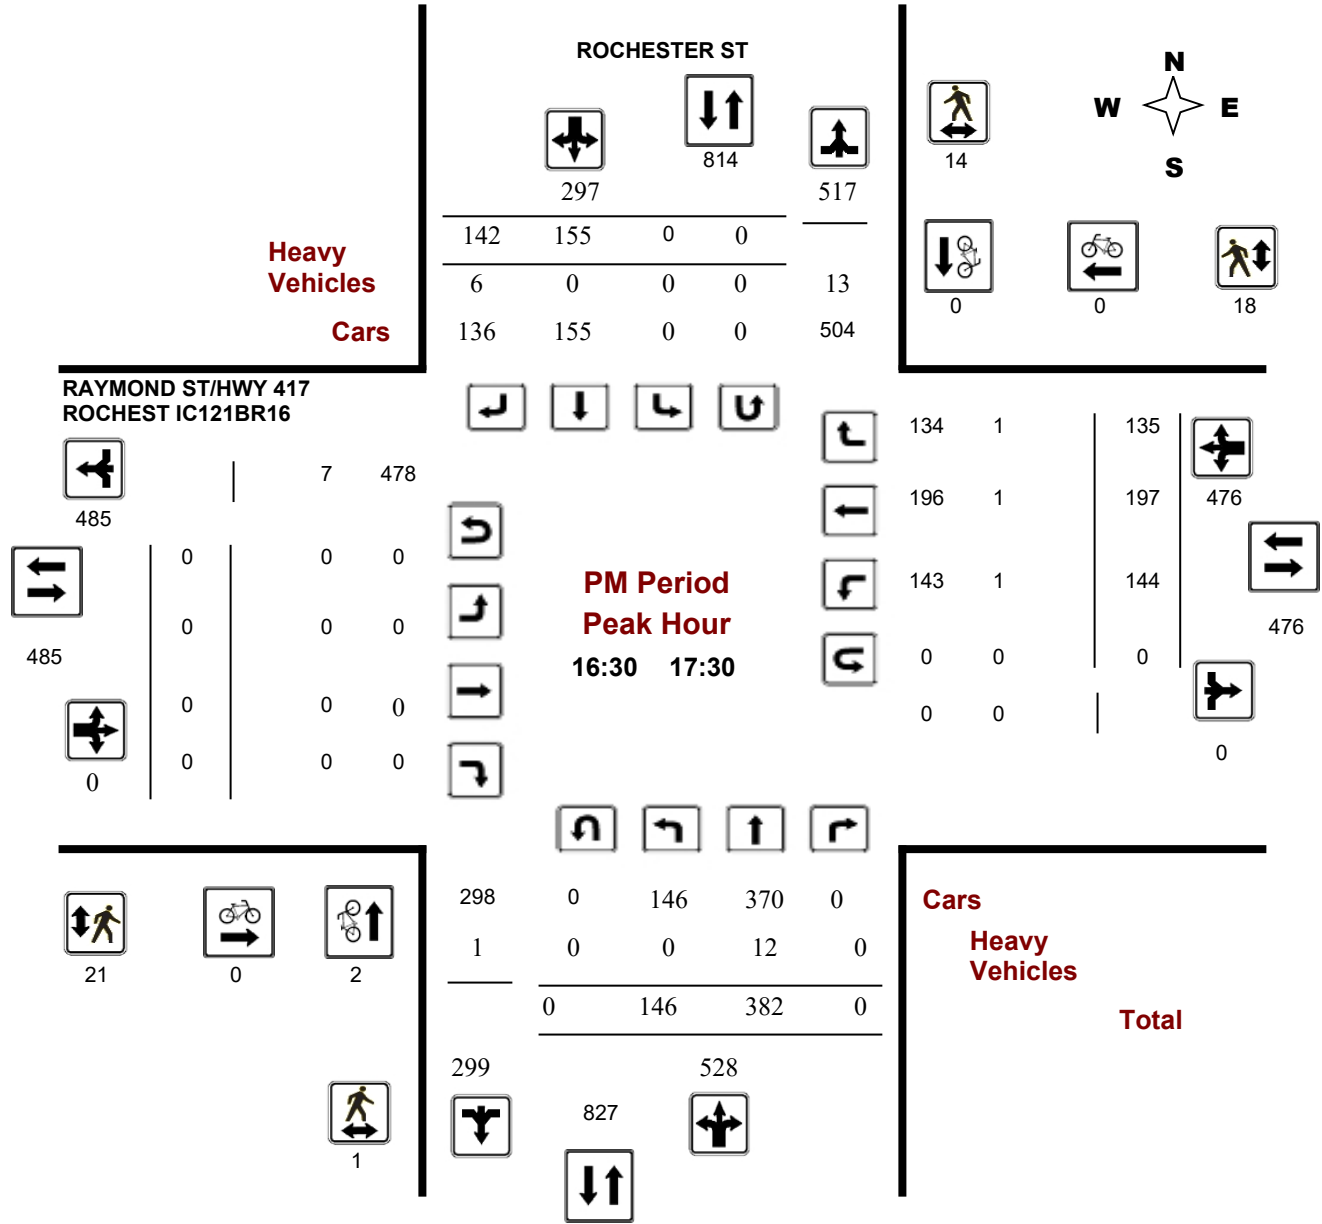 ROCHESTER ST
N
W E
S
814
14
297
517
142 155 0 0
Heavy
Vehicles
6 0 0 0 13
0 0 18
Cars
136 155 0 0 504
RAYMOND ST/HWY 417
ROCHEST IC121BR16
134 1 135
7 478
485
196 1 197 476
0 0 0
PM Period
143 1 144
Peak Hour
0 0 0
476
485
16:30 17:30
0 0 0
0 0 0
0 0
0
0 0 0
0
298 0 146 370 0
Cars
1 0 0 12 0
Heavy
Vehicles
21 0 2
0 146 382 0
Total
299 528
827
1